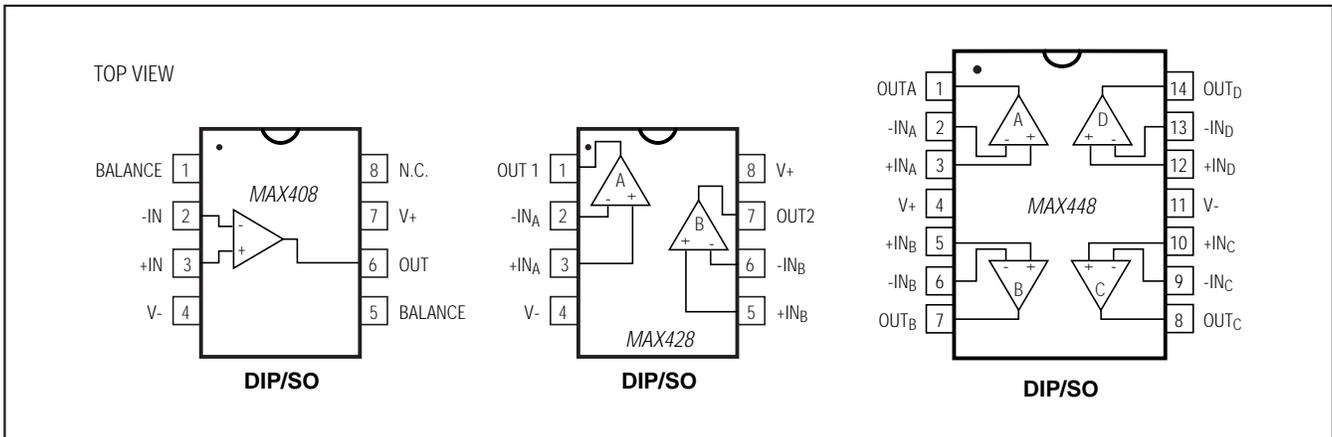 TOP VIEW
BALANCE 1
-IN 2
+IN 3
V- 4
MAX408
-
+
8 N.C.
7 V+
6 OUT
5 BALANCE
DIP/SO
OUT 1 1
-INA 2
+INA 3
V- 4
A
- +
B
+ -
MAX428
8 V+
7 OUT2
6 -INB
5 +INB
DIP/SO
OUTA 1
-INA 2
+INA 3
V+ 4
+INB 5
-INB 6
OUTB 7
A
- +
D
+ -
MAX448
- +
B
+ -
C
14 OUTD
13 -IND
12 +IND
11 V-
10 +INC
9 -INC
8 OUTC
DIP/SO